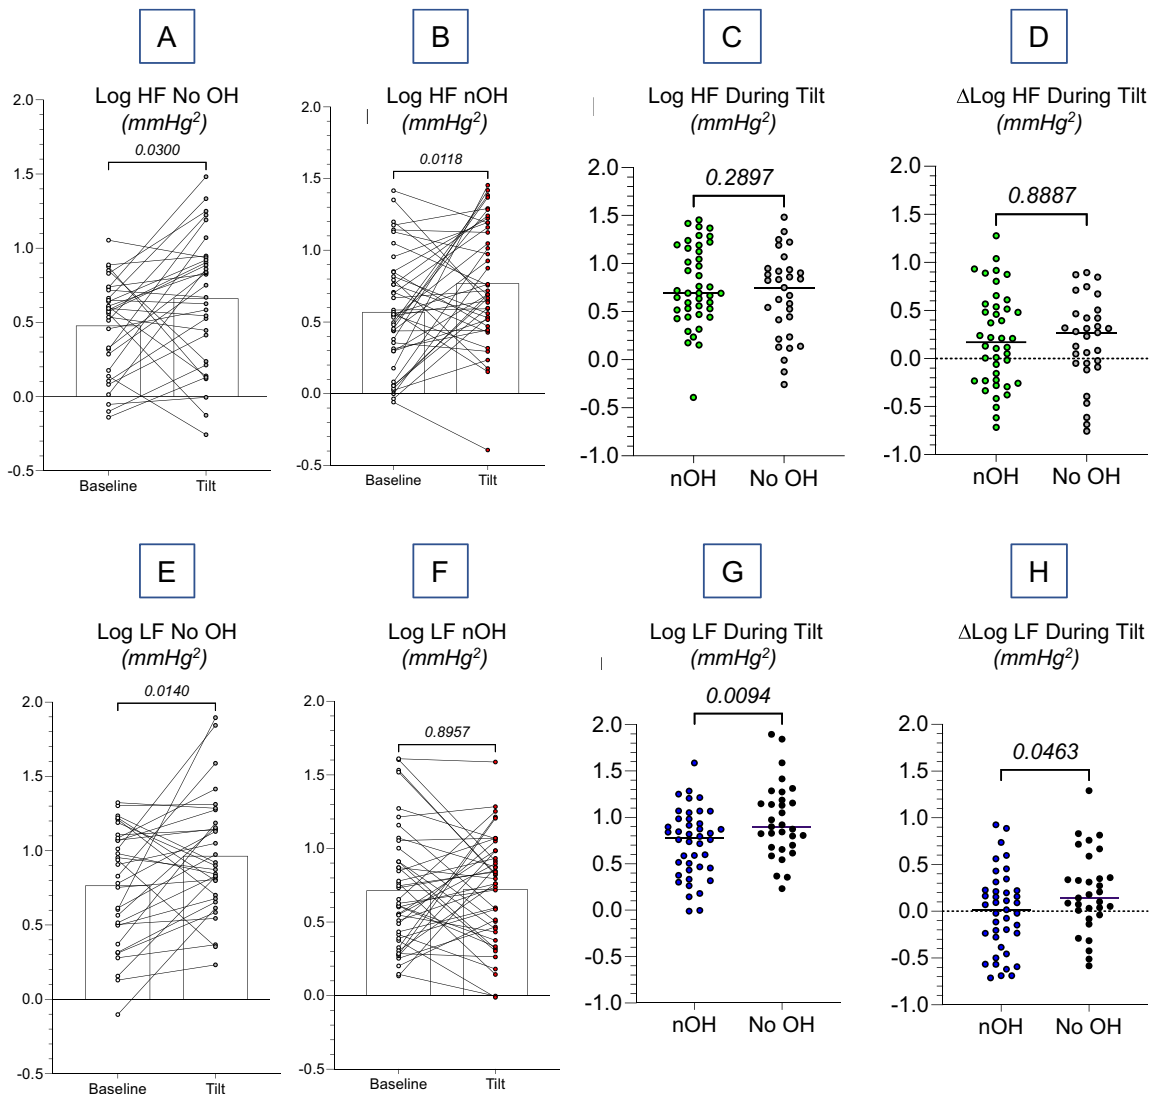 A
B
C
D
Log HF No OH
(mmHg²)
Log HF nOH
(mmHg²)
Log HF During Tilt
(mmHg²)
ΔLog HF During Tilt
(mmHg²)
2.0
1.5
1.0
0.5
0.0
-0.5
0.0300
Baseline
Tilt
2.0
1.5
1.0
0.5
0.0
-0.5
0.0118
Baseline
Tilt
2.0
1.5
1.0
0.5
0.0
-0.5
-1.0
0.2897
nOH
No OH
2.0
1.5
1.0
0.5
0.0
-0.5
-1.0
0.8887
nOH
No OH
E
F
G
H
Log LF No OH
(mmHg²)
Log LF nOH
(mmHg²)
Log LF During Tilt
(mmHg²)
ΔLog LF During Tilt
(mmHg²)
2.0
1.5
1.0
0.5
0.0
-0.5
0.0140
Baseline
Tilt
2.0
1.5
1.0
0.5
0.0
-0.5
0.8957
Baseline
Tilt
2.0
1.5
1.0
0.5
0.0
-0.5
-1.0
0.0094
nOH
No OH
2.0
1.5
1.0
0.5
0.0
-0.5
-1.0
0.0463
nOH
No OH